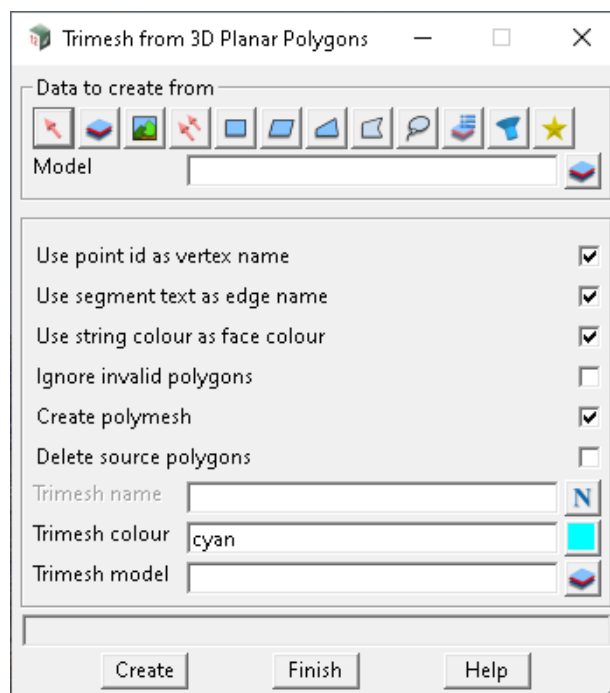 Trimesh from 3D Planar Polygons
Data to create from
Model
Use point id as vertex name
Use segment text as edge name
Use string colour as face colour
Ignore invalid polygons
Create polymesh
Delete source polygons
Trimesh name N
Trimesh colour cyan
Trimesh model
Create Finish Help